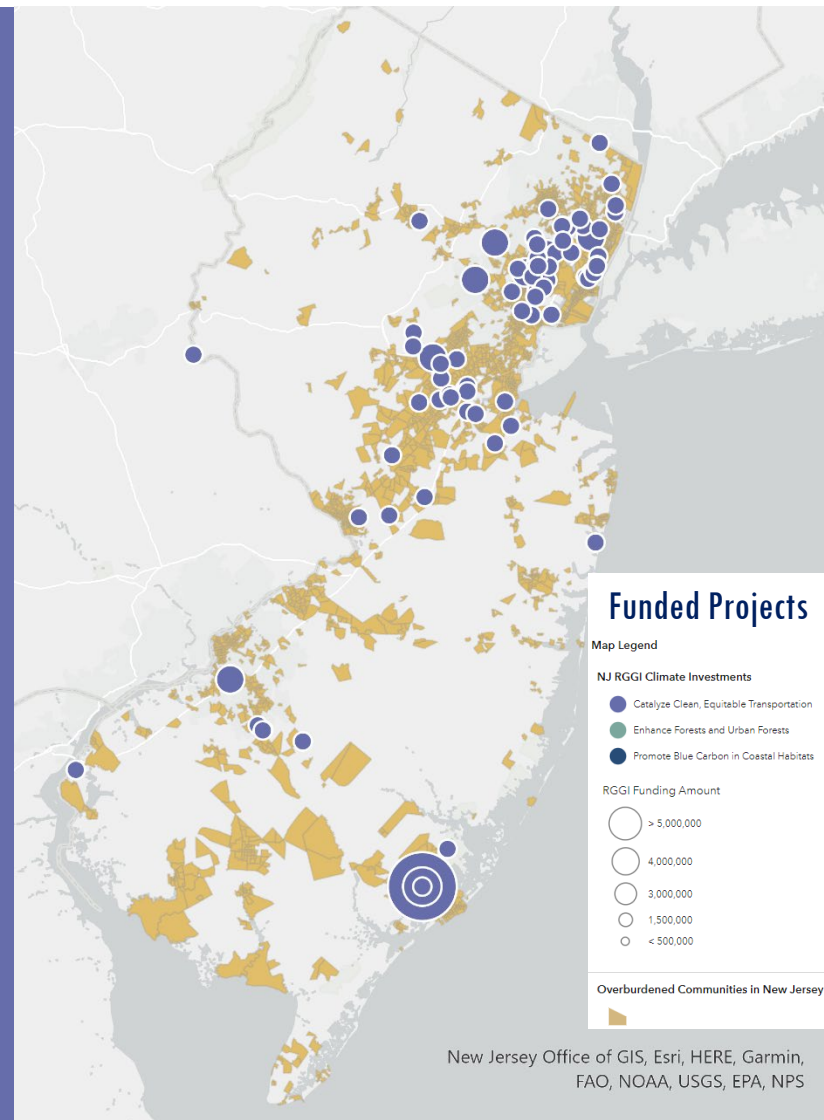 Funded Projects
Map Legend
NJ RGGI Climate Investments
Catalyze Clean, Equitable Transportation
Enhance Forests and Urban Forests
Promote Blue Carbon in Coastal Habitats
RGGI Funding Amount
> 5,000,000
4,000,000
3,000,000
1,500,000
< 500,000
Overburdened Communities in New Jersey
New Jersey Office of GIS, Esri, HERE, Garmin,
FAO, NOAA, USGS, EPA, NPS